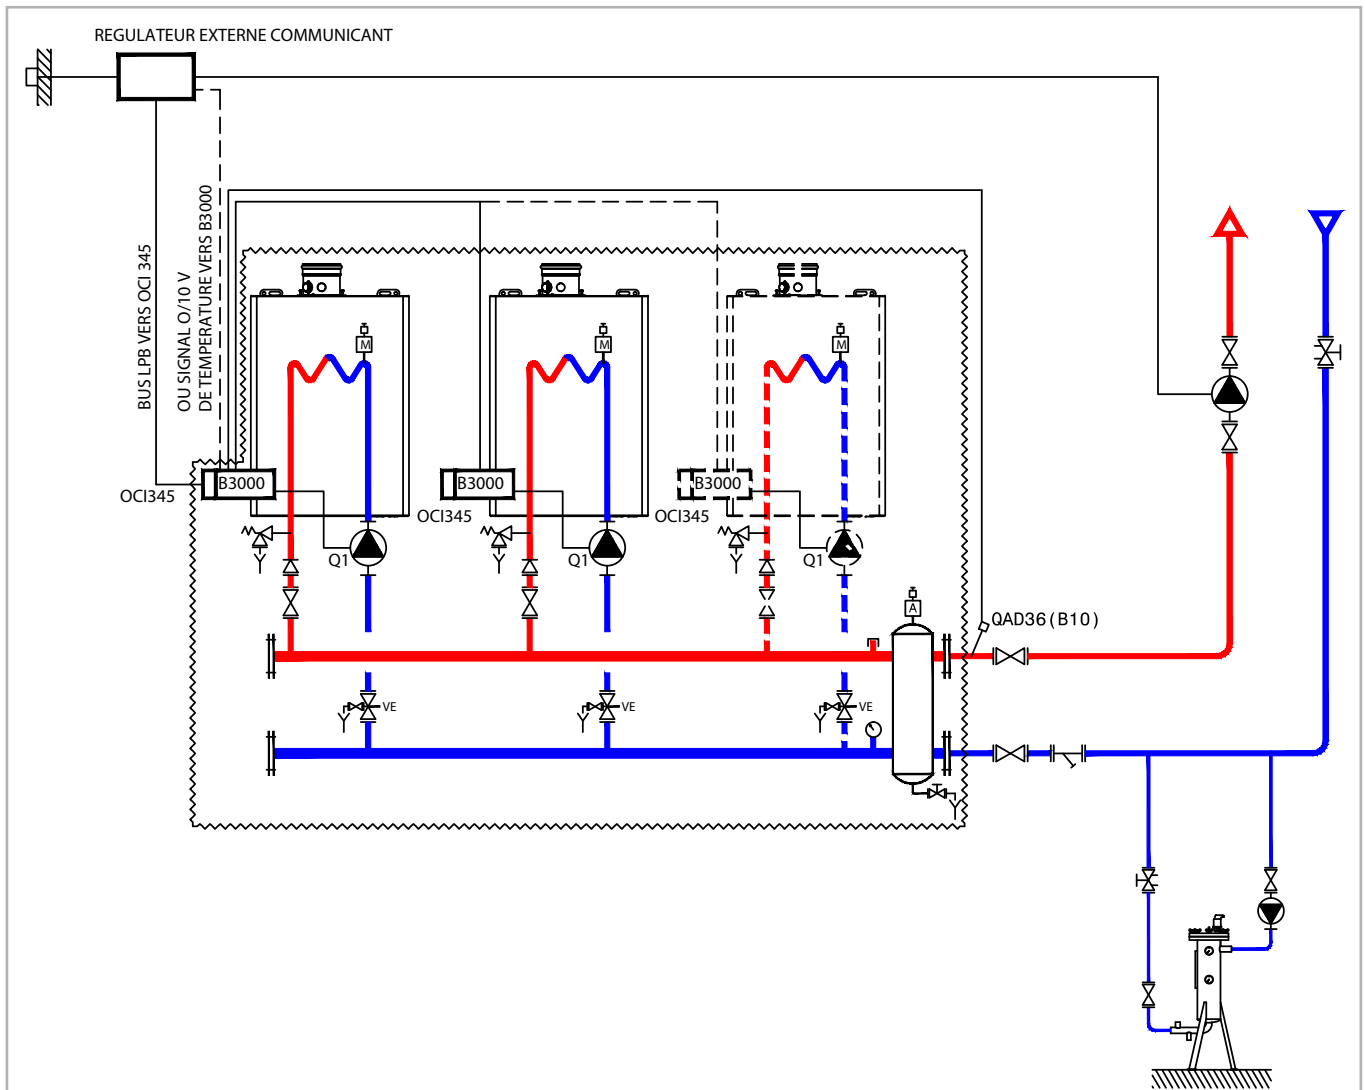 REGULATEUR EXTERNE COMMUNICANT
BUS LPB VERS OCI 345
OU SIGNAL O/10 V
DE TEMPERATURE VERS B3000
M
M
M
B3000
B3000
B3000
OCI345
OCI345
OCI345
Q1
Q1
Q1
A
QAD36 (B10)
VE
VE
VE